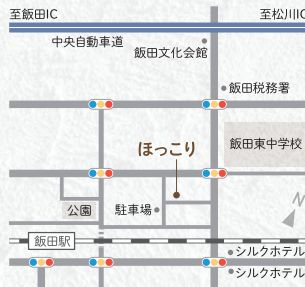 至飯田IC
至松川IC
中央自動車道
飯田文化会館
飯田税務署
ほっこり
飯田東中学校
公園
駐車場
N
飯田駅
シルクホテル
シルクホテル